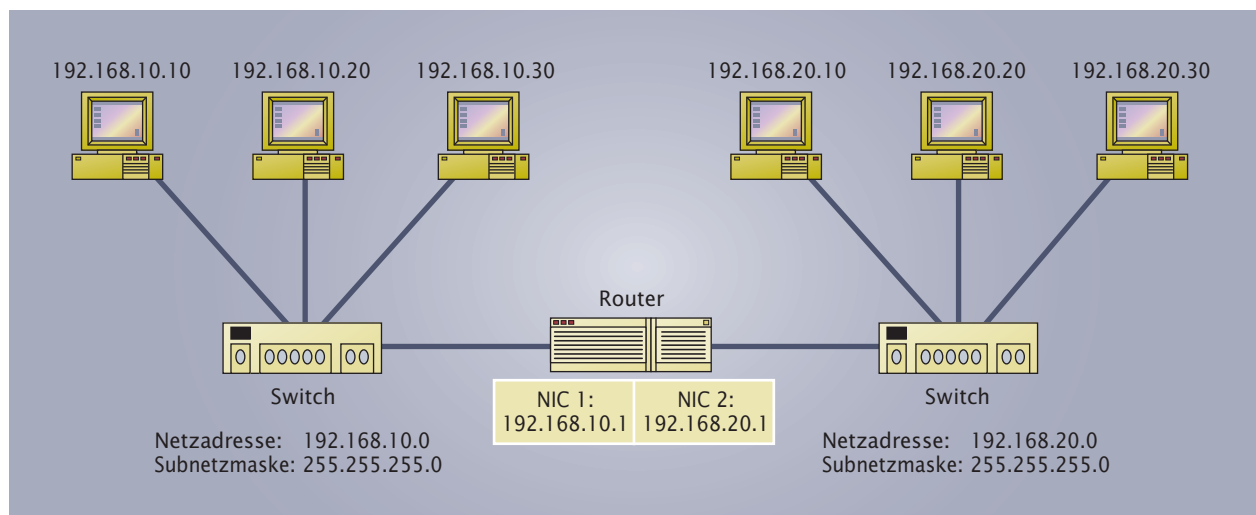 192.168.10.10
192.168.10.20
192.168.10.30
192.168.20.10
192.168.20.20
192.168.20.30
Router
Switch
NIC 1:
192.168.10.1
NIC 2:
192.168.20.1
Switch
Netzadresse: 192.168.10.0
Subnetzmaske: 255.255.255.0
Netzadresse: 192.168.20.0
Subnetzmaske: 255.255.255.0